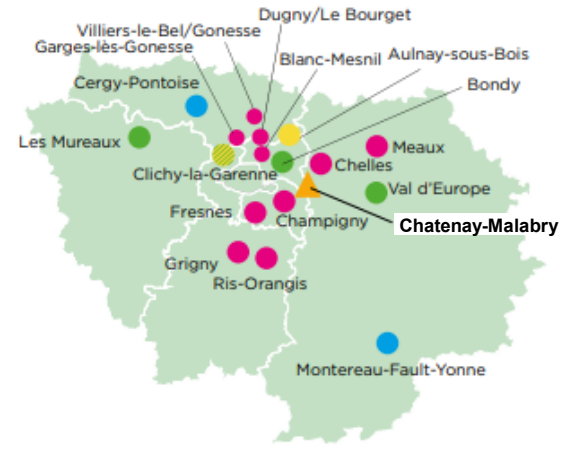 Dugny/Le Bourget
Villiers-le-Bel/Gonesse
Garges-lès-Gonesse
Blanc-Mesnil
Aulnay-sous-Bois
Cergy-Pontoise
Bondy
Les Mureaux
Meaux
Chelles
Clichy-la-Garenne
Val d'Europe
Fresnes
Champigny
Chatenay-Malabry
Grigny
Ris-Orangis
Montereau-Fault-Yonne